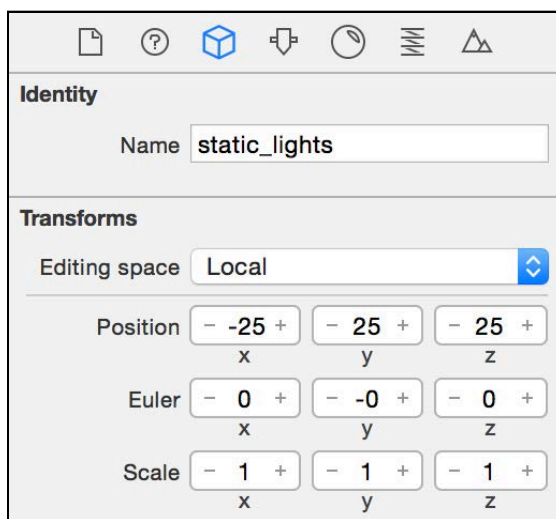 Identity
Name static_lights
Transforms
Editing space Local
Position - -25 + - 25 + - 25 +
x y z
Euler - 0 + - -0 + - 0 +
x y z
Scale - 1 + - 1 + - 1 +
x y z